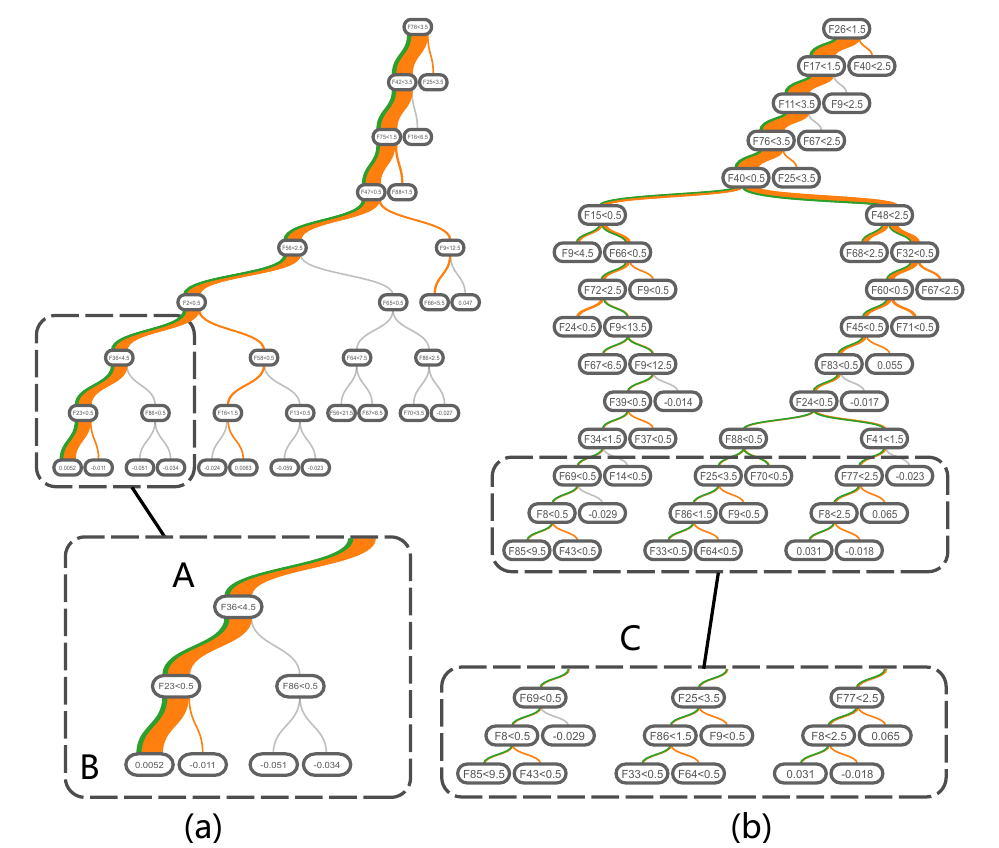 F76<3.5
F42<3.5 F25<3.5
F75<1.5 F16<6.5
F47<0.5 F88<1.5
F56<2.5 F9<12.5
F2<0.5 F65<0.5 F66<5.5 0.047
F36<4.5 F58<0.5 F64<7.5 F86<2.5
F23<0.5 F86<0.5 F16<1.5 F13<0.5 F56<21.5 F67<6.5 F70<3.5 -0.027
0.0052 -0.011 -0.051 -0.034 -0.024 0.0063 -0.059 -0.023
A
F36<4.5
F23<0.5 F86<0.5
B 0.0052 -0.011 -0.051 -0.034
(a)
F26<1.5
F17<1.5 F40<2.5
F11<3.5 F9<2.5
F76<3.5 F67<2.5
F40<0.5 F25<3.5
F15<0.5 F48<2.5
F9<4.5 F66<0.5 F68<2.5 F32<0.5
F72<2.5 F9<0.5 F60<0.5 F67<2.5
F24<0.5 F9<13.5 F45<0.5 F71<0.5
F67<6.5 F9<12.5 F83<0.5 0.055
F39<0.5 -0.014 F24<0.5 -0.017
F34<1.5 F37<0.5 F88<0.5 F41<1.5
F69<0.5 F14<0.5 F25<3.5 F70<0.5 F77<2.5 -0.023
F8<0.5 -0.029 F86<1.5 F9<0.5 F8<2.5 0.065
F85<9.5 F43<0.5 F33<0.5 F64<0.5 0.031 -0.018
C
F69<0.5 F25<3.5 F77<2.5
F8<0.5 -0.029 F86<1.5 F9<0.5 F8<2.5 0.065
F85<9.5 F43<0.5 F33<0.5 F64<0.5 0.031 -0.018
(b)